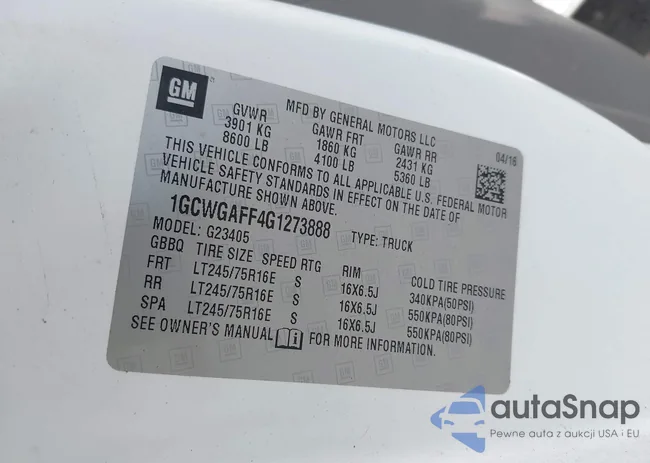 GM
MFD BY GENERAL MOTORS LLC
GVWR GAWR FRT GAWR RR 04/16
3901 KG 1860 KG 2431 KG
8600 LB 4100 LB 5360 LB
THIS VEHICLE CONFORMS TO ALL APPLICABLE U.S. FEDERAL MOTOR
VEHICLE SAFETY STANDARDS IN EFFECT ON THE DATE OF
MANUFACTURE SHOWN ABOVE.
1GCWGAFF4G1273888 TYPE: TRUCK
MODEL: G23405
GBBQ TIRE SIZE SPEED RTG RIM COLD TIRE PRESSURE
FRT LT245/75R16E S 16X6.5J 340KPA(50PSI)
RR LT245/75R16E S 16X6.5J 550KPA(80PSI)
SPA LT245/75R16E S 16X6.5J 550KPA(80PSI)
SEE OWNER'S MANUAL FOR MORE INFORMATION.
autoSnap
Pewne auta z aukcji USA i EU